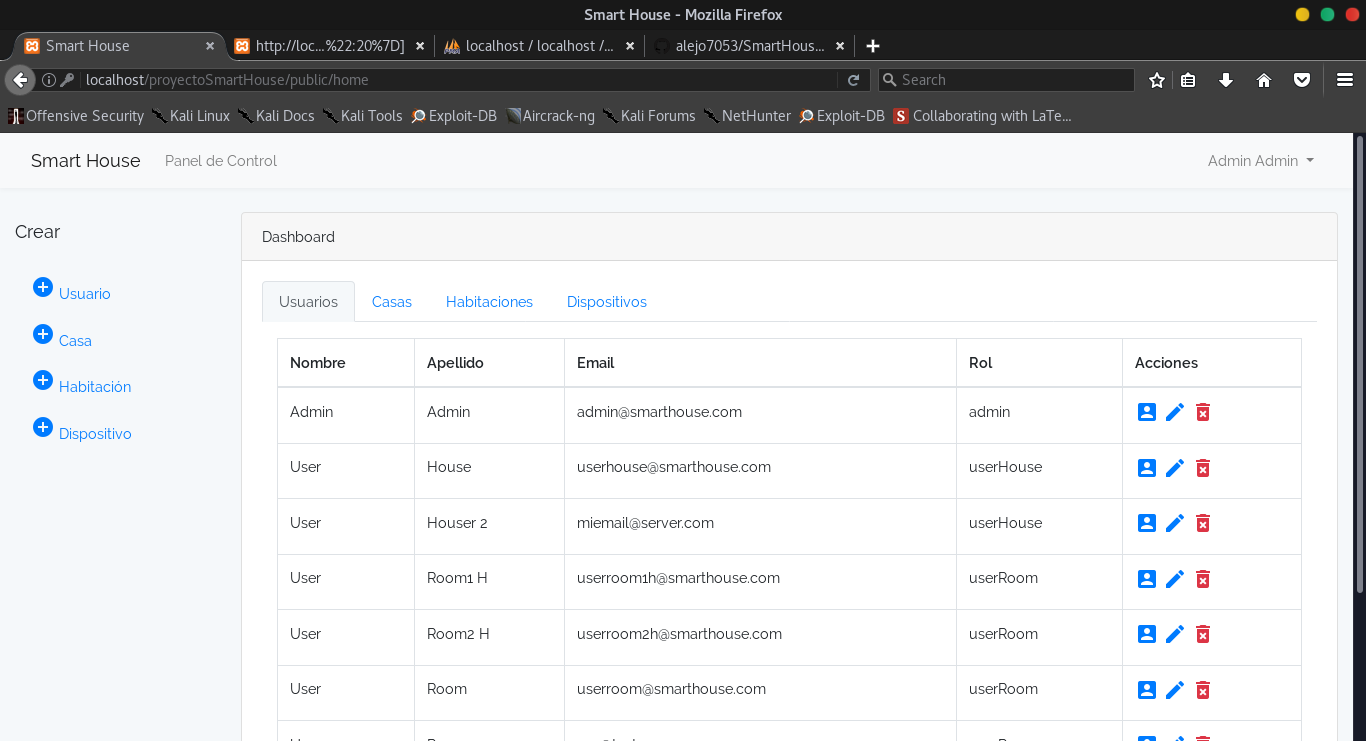 Smart House - Mozilla Firefox
Smart House × http://loc...%22:20%7D] × localhost / localhost /... × alejo7053/SmartHous... ×
localhost/proyectoSmartHouse/public/home Search
Offensive Security Kali Linux Kali Docs Kali Tools Exploit-DB Aircrack-ng Kali Forums NetHunter Exploit-DB Collaborating with LaTe...
Smart House Panel de Control Admin Admin
Crear
Usuario
Casa
Habitación
Dispositivo
Dashboard
Usuarios Casas Habitaciones Dispositivos
Nombre Apellido Email Rol Acciones
Admin Admin admin@smarthouse.com admin
User House userhouse@smarthouse.com userHouse
User Houser 2 miemail@server.com userHouse
User Room1 H userroom1h@smarthouse.com userRoom
User Room2 H userroom2h@smarthouse.com userRoom
User Room userroom@smarthouse.com userRoom